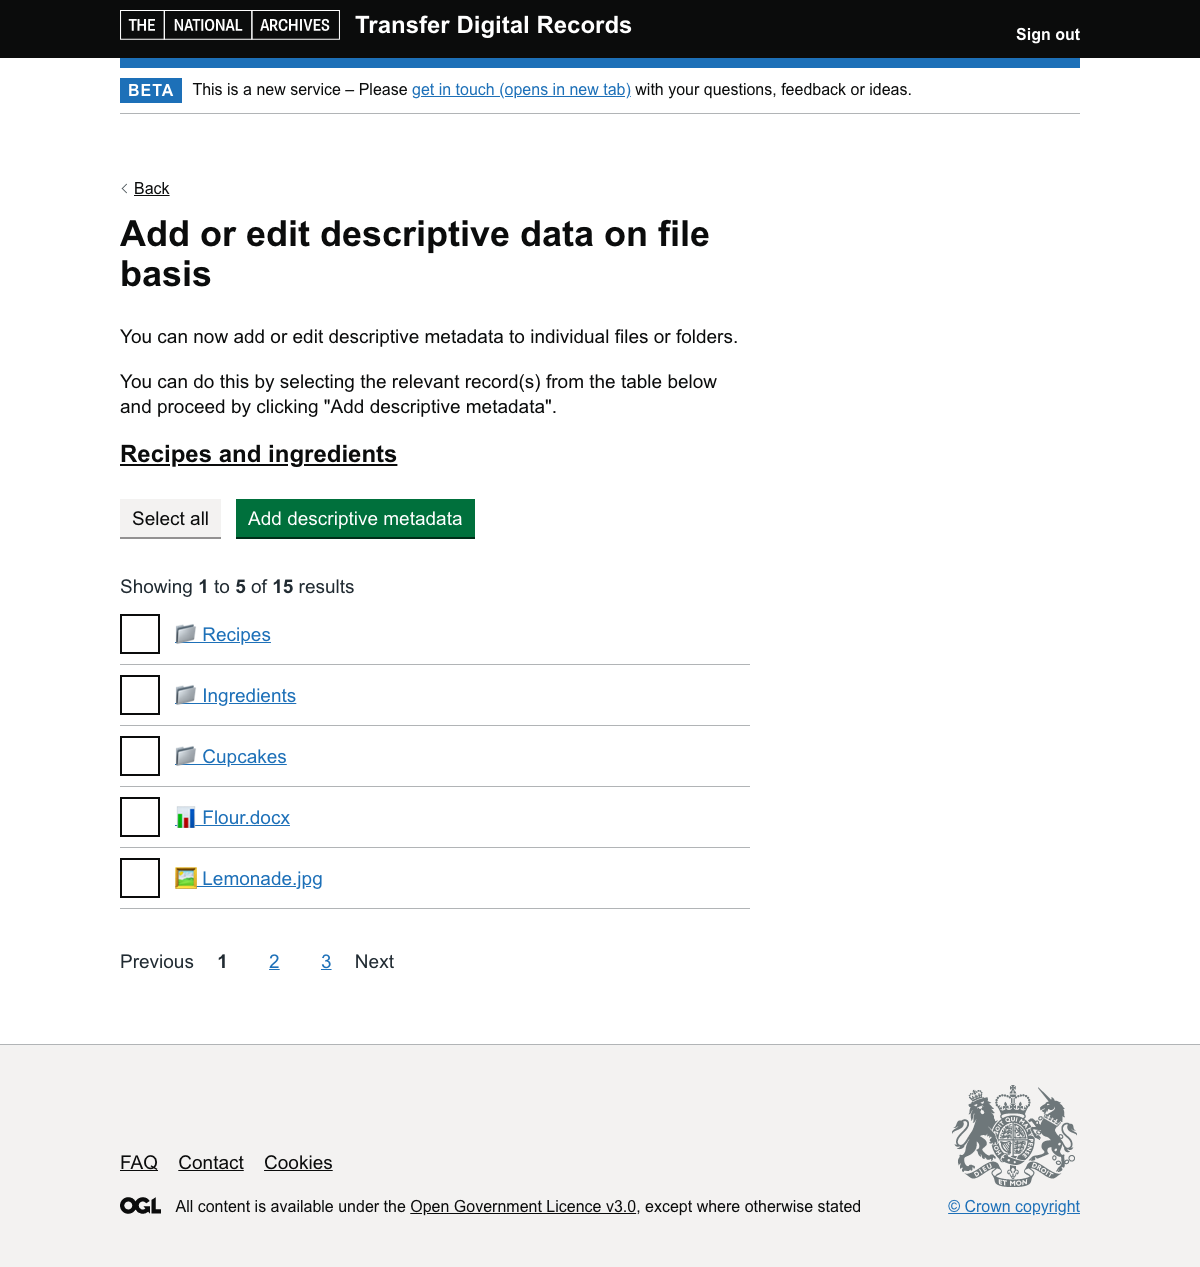 THE NATIONAL ARCHIVES Transfer Digital Records
Sign out
BETA This is a new service – Please get in touch (opens in new tab) with your questions, feedback or ideas.
Back
Add or edit descriptive data on file
basis
You can now add or edit descriptive metadata to individual files or folders.
You can do this by selecting the relevant record(s) from the table below
and proceed by clicking "Add descriptive metadata".
Recipes and ingredients
Select all Add descriptive metadata
Showing 1 to 5 of 15 results
Recipes
Ingredients
Cupcakes
Flour.docx
Lemonade.jpg
Previous 1 2 3 Next
DIEU ET MON DROIT
FAQ Contact Cookies
OGL All content is available under the Open Government Licence v3.0, except where otherwise stated
© Crown copyright